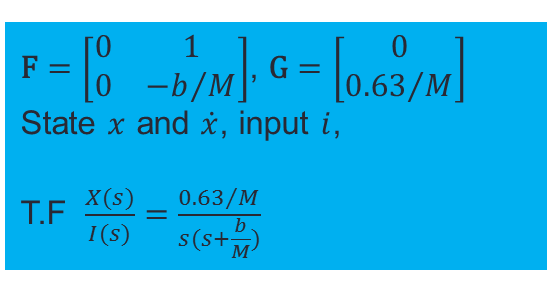 F = [0 1 0 −b/M], G = [0 0.63/M]
State x and ẋ, input i,
T.F X(s)/I(s) = 0.63/M / s(s+b/M)